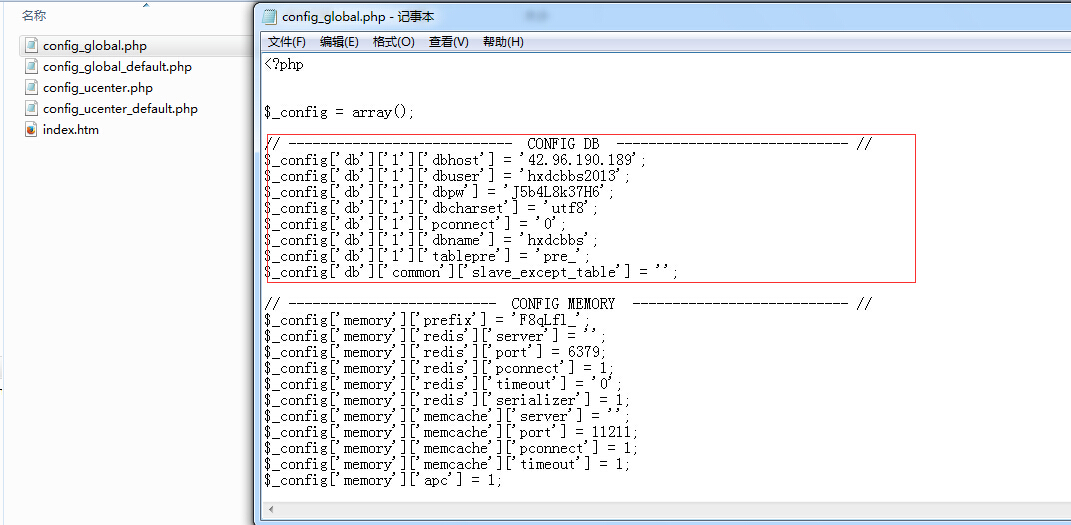 名称
config_global.php
config_global_default.php
config_ucenter.php
config_ucenter_default.php
index.htm
config_global.php - 记事本
文件(F) 编辑(E) 格式(O) 查看(V) 帮助(H)
<?php
$_config = array();
// ---------------------------- CONFIG DB ----------------------------- //
$_config['db']['1']['dbhost'] = '42.96.190.189';
$_config['db']['1']['dbuser'] = 'hxdcbbs2013';
$_config['db']['1']['dbpw'] = 'J5b4L8k37H6';
$_config['db']['1']['dbcharset'] = 'utf8';
$_config['db']['1']['pconnect'] = '0';
$_config['db']['1']['dbname'] = 'hxdcbbs';
$_config['db']['1']['tablepre'] = 'pre_';
$_config['db']['common']['slave_except_table'] = '';
// -------------------------- CONFIG MEMORY --------------------------- //
$_config['memory']['prefix'] = 'F8qLfl_';
$_config['memory']['redis']['server'] = '';
$_config['memory']['redis']['port'] = 6379;
$_config['memory']['redis']['pconnect'] = 1;
$_config['memory']['redis']['timeout'] = '0';
$_config['memory']['redis']['serializer'] = 1;
$_config['memory']['memcache']['server'] = '';
$_config['memory']['memcache']['port'] = 11211;
$_config['memory']['memcache']['pconnect'] = 1;
$_config['memory']['memcache']['timeout'] = 1;
$_config['memory']['apc'] = 1;